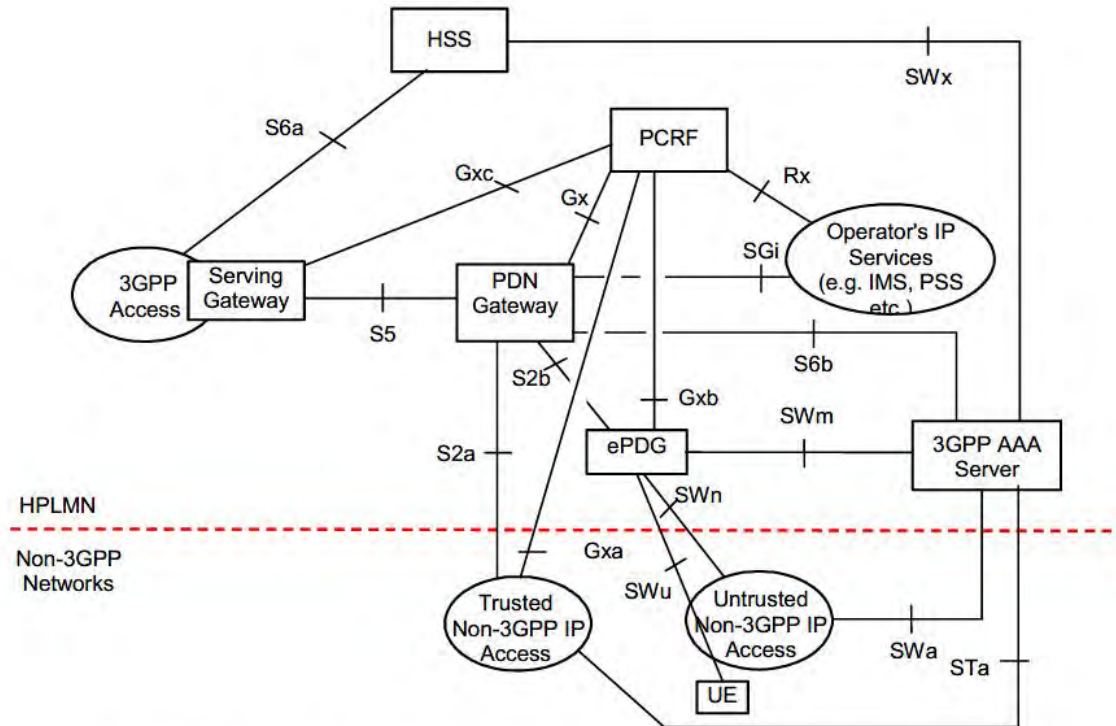 HSS
SWx
S6a
PCRF
Gxc
Rx
Gx
Operator's IP
Services
(e.g. IMS, PSS
etc.)
SGi
3GPP
Access
Serving
Gateway
PDN
Gateway
S5
S6b
S2b
Gxb
SWm
ePDG
3GPP AAA
Server
S2a
SWn
HPLMN
Non-3GPP
Networks
Gxa
SWu
Trusted
Non-3GPP IP
Access
Untrusted
Non-3GPP IP
Access
SWa
STa
UE